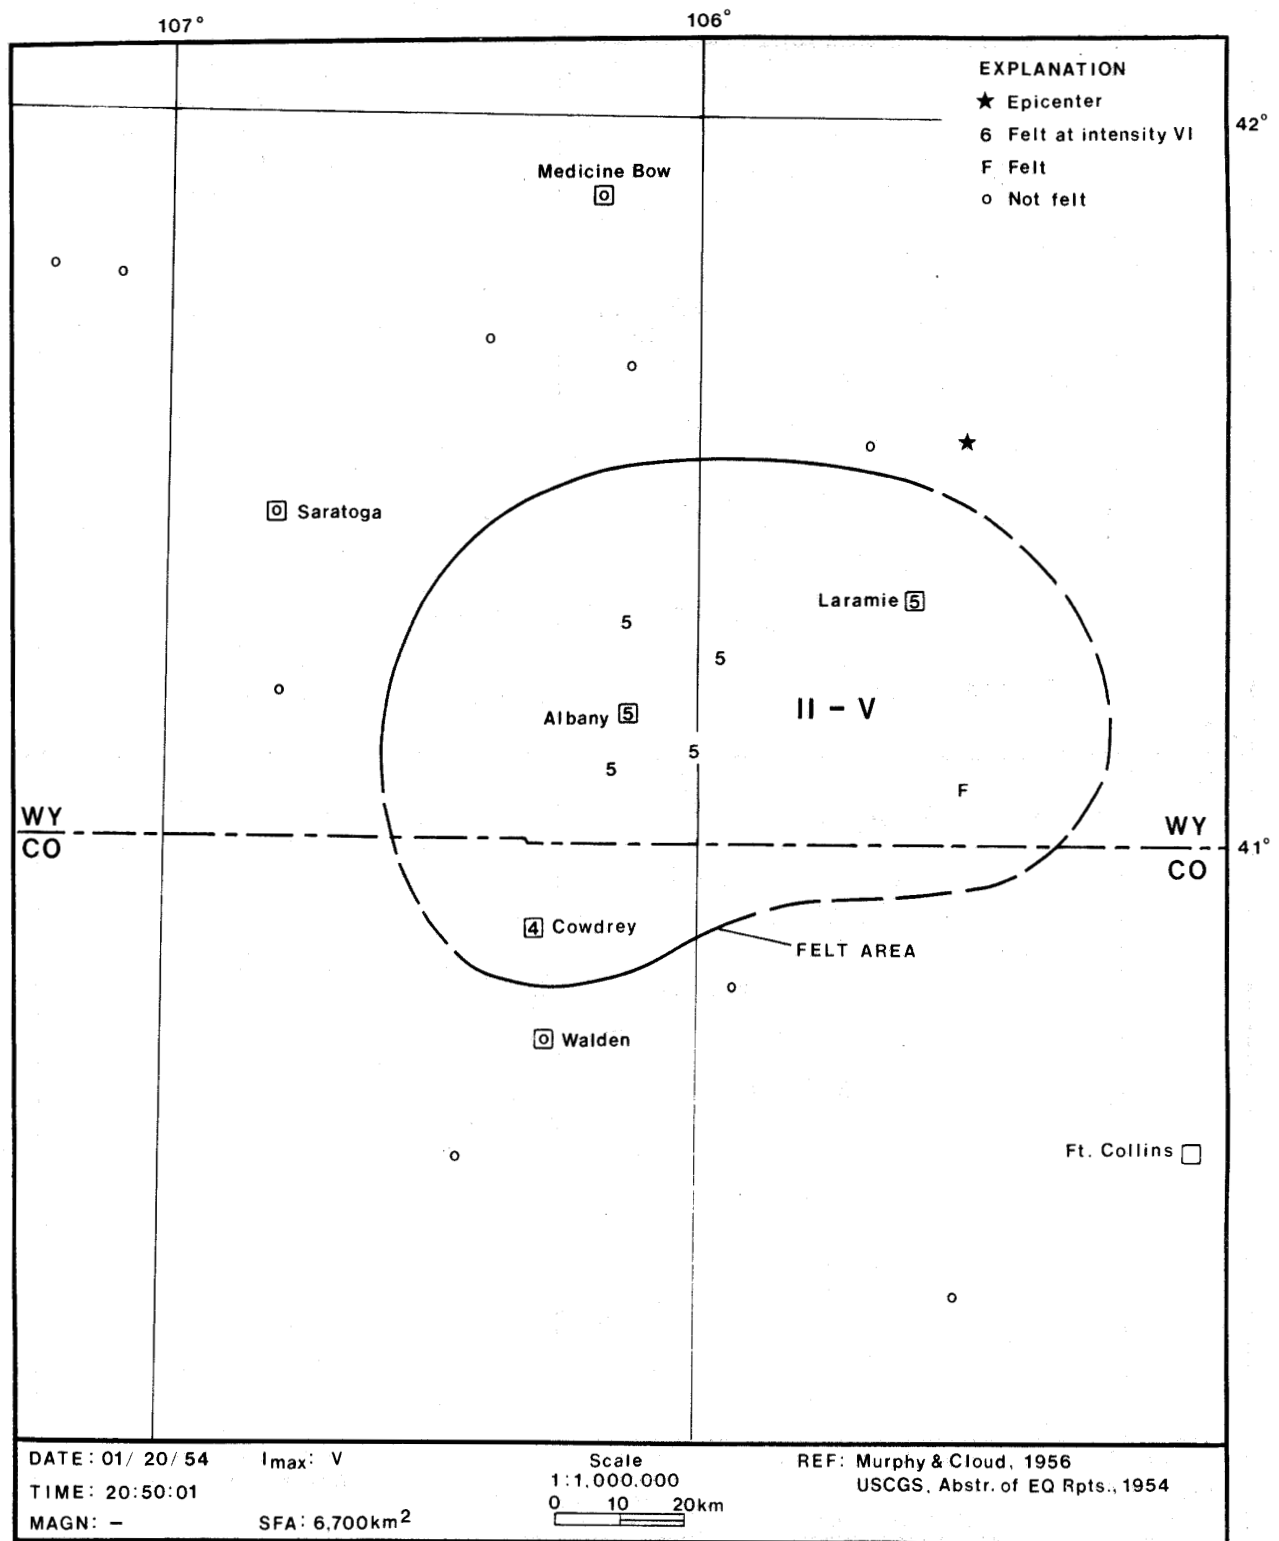 107°
106°
EXPLANATION
★ Epicenter
6 Felt at intensity VI
F Felt
o Not felt
42°
Medicine Bow
o
o
o
o
o
o
o Saratoga
Laramie 5
5
5
o
II – V
Albany 5
5
5
F
WY
CO
WY
CO
41°
4 Cowdrey
FELT AREA
o
o Walden
Ft. Collins
o
o
DATE: 01/20/54
Imax: V
TIME: 20:50:01
MAGN: –
SFA: 6,700km²
Scale
1:1,000.000
0 10 20km
REF: Murphy & Cloud, 1956
USCGS, Abstr. of EQ Rpts., 1954